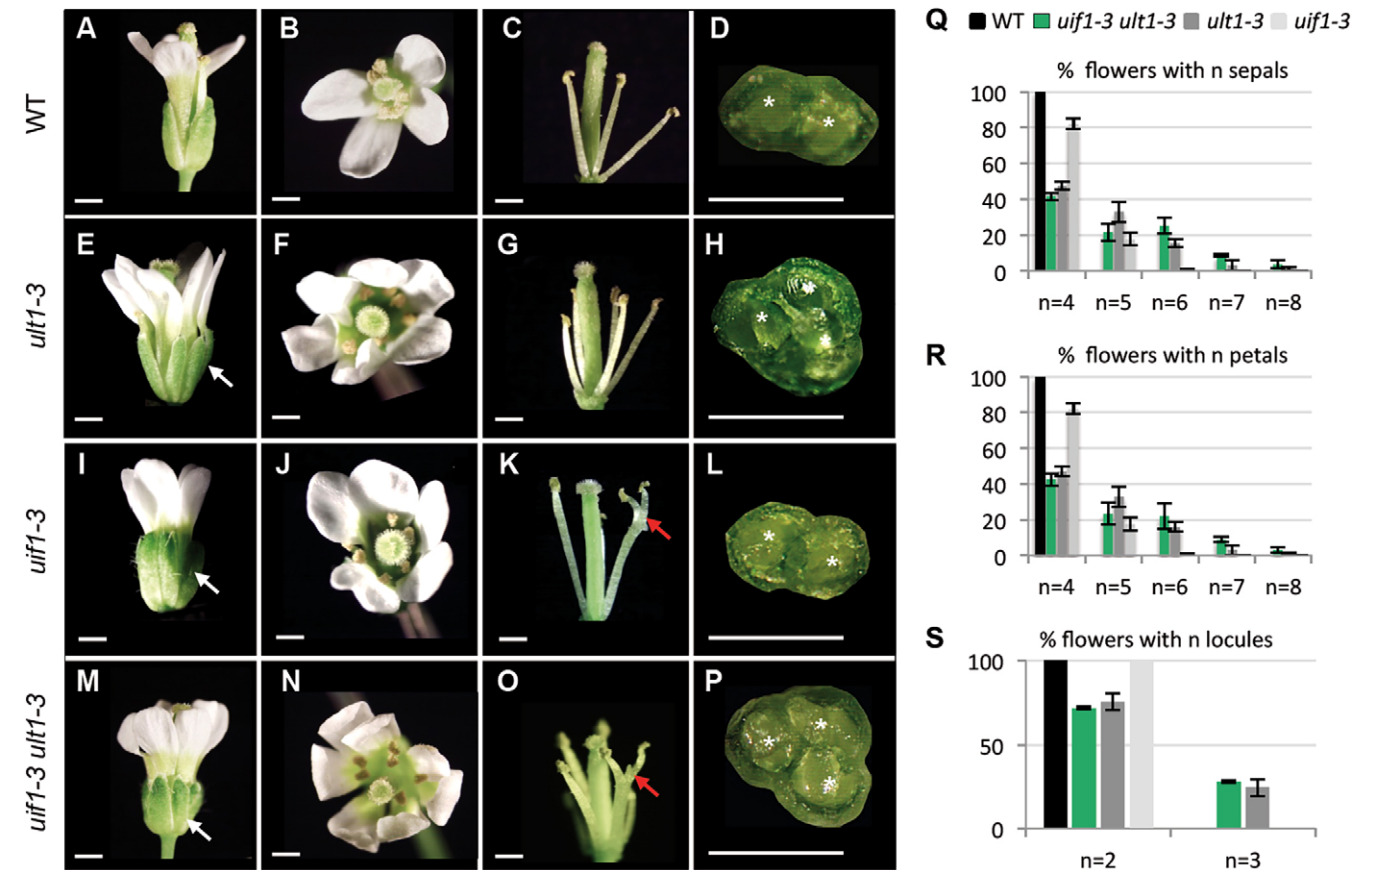 A B C D
WT
E F G H
ult1-3
I J K L
uif1-3
M N O P
uif1-3 ult1-3
* *
* * *
* *
* * *
Q WT uif1-3 ult1-3 ult1-3 uif1-3
% flowers with n sepals
100
80
60
40
20
0
n=4 n=5 n=6 n=7 n=8
R % flowers with n petals
100
80
60
40
20
0
n=4 n=5 n=6 n=7 n=8
S % flowers with n locules
100
50
0
n=2 n=3